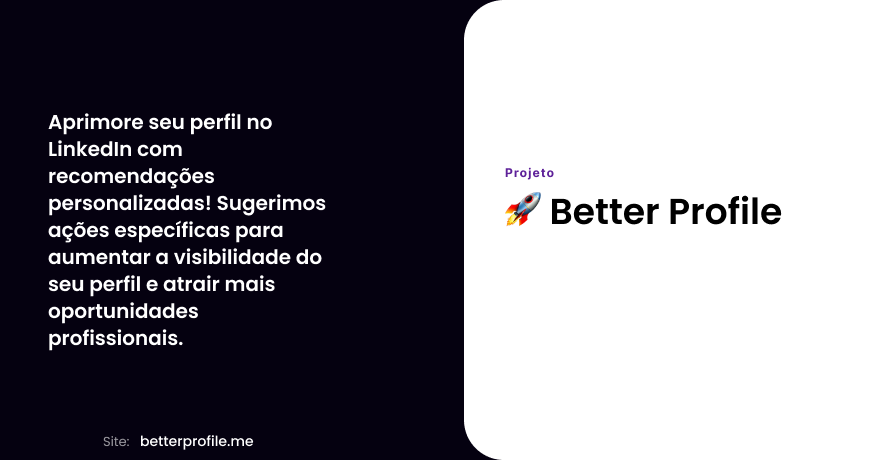 Aprimore seu perfil no
LinkedIn com
recomendações
personalizadas! Sugerimos
ações específicas para
aumentar a visibilidade do
seu perfil e atrair mais
oportunidades
profissionais.
Site: betterprofile.me
Projeto
🚀 Better Profile